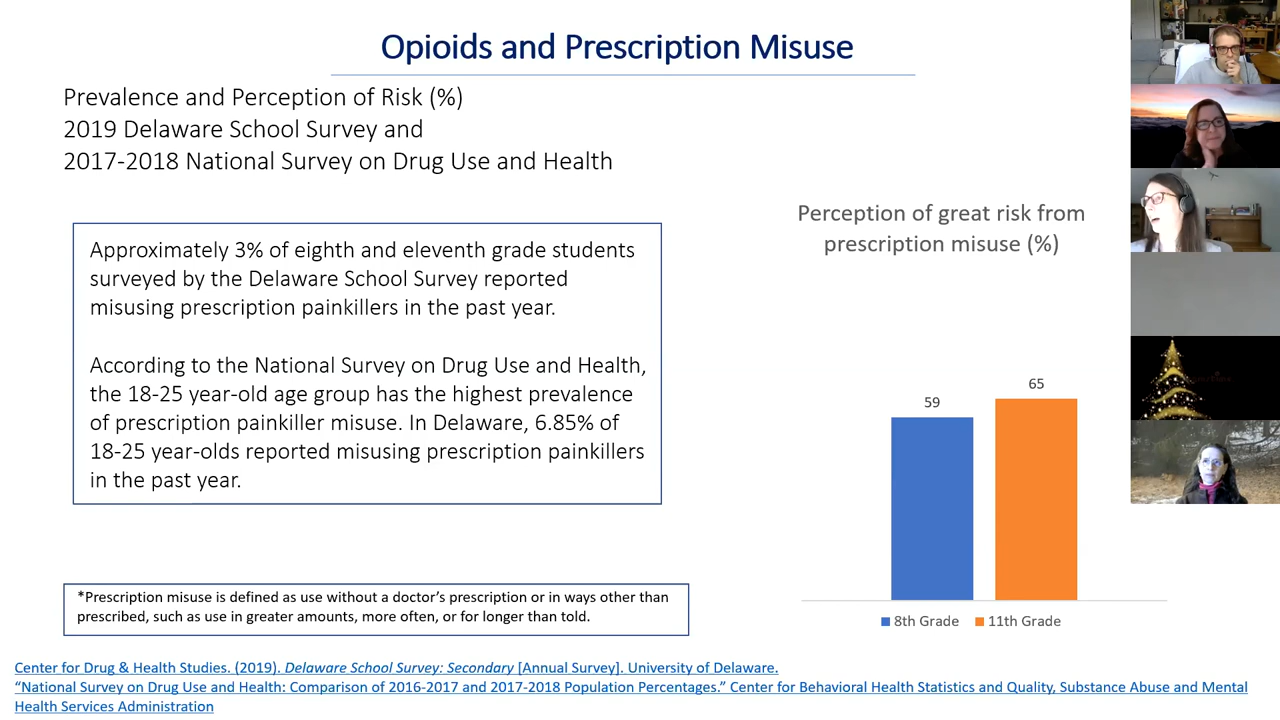 Opioids and Prescription Misuse
Prevalence and Perception of Risk (%)
2019 Delaware School Survey and
2017-2018 National Survey on Drug Use and Health
Approximately 3% of eighth and eleventh grade students
surveyed by the Delaware School Survey reported
misusing prescription painkillers in the past year.
According to the National Survey on Drug Use and Health,
the 18-25 year-old age group has the highest prevalence
of prescription painkiller misuse. In Delaware, 6.85% of
18-25 year-olds reported misusing prescription painkillers
in the past year.
*Prescription misuse is defined as use without a doctor’s prescription or in ways other than
prescribed, such as use in greater amounts, more often, or for longer than told.
Perception of great risk from
prescription misuse (%)
59
65
8th Grade
11th Grade
Center for Drug & Health Studies. (2019). Delaware School Survey: Secondary [Annual Survey]. University of Delaware.
“National Survey on Drug Use and Health: Comparison of 2016-2017 and 2017-2018 Population Percentages.” Center for Behavioral Health Statistics and Quality, Substance Abuse and Mental
Health Services Administration